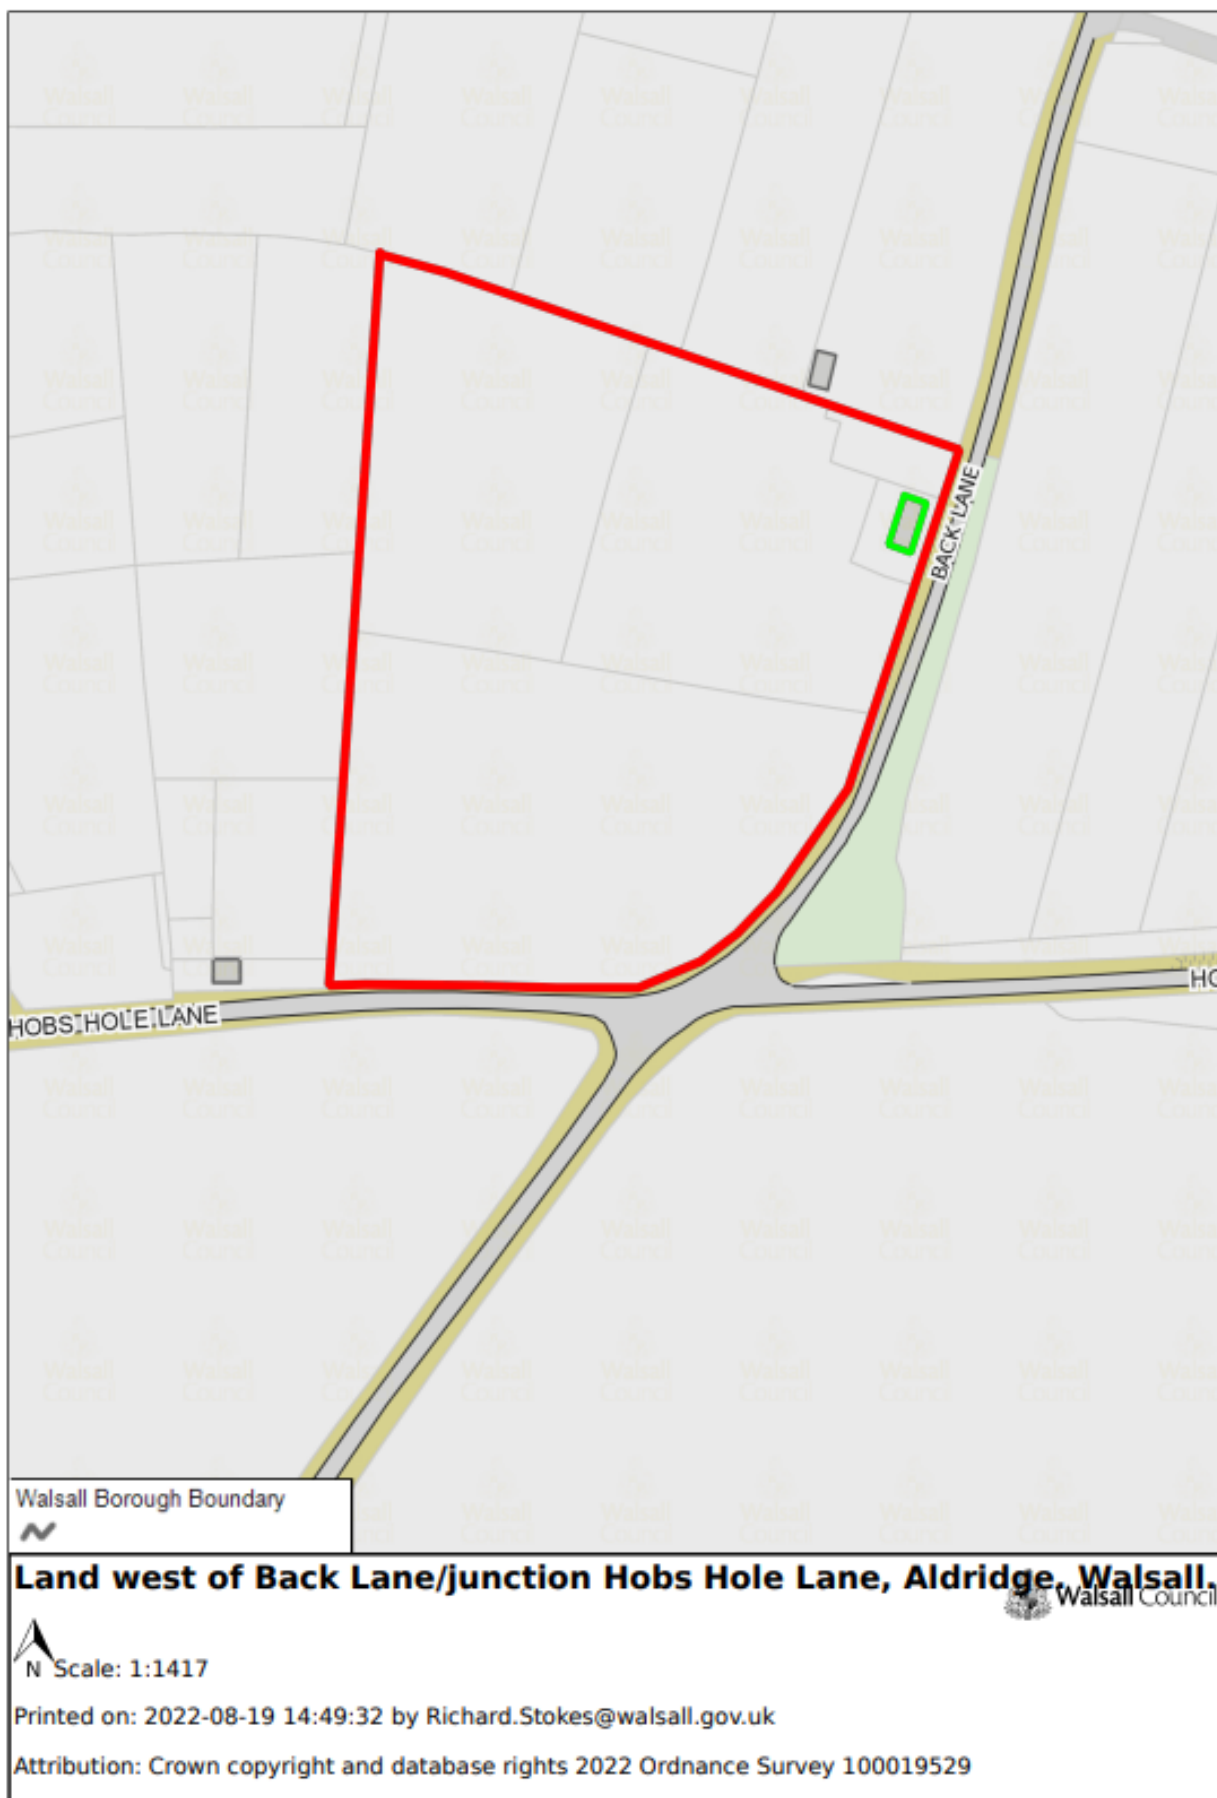 BACK LANE
HOBS HOLE LANE
HO
Walsall Borough Boundary
Land west of Back Lane/junction Hobs Hole Lane, Aldridge, Walsall.
Walsall Council
N Scale: 1:1417
Printed on: 2022-08-19 14:49:32 by Richard.Stokes@walsall.gov.uk
Attribution: Crown copyright and database rights 2022 Ordnance Survey 100019529